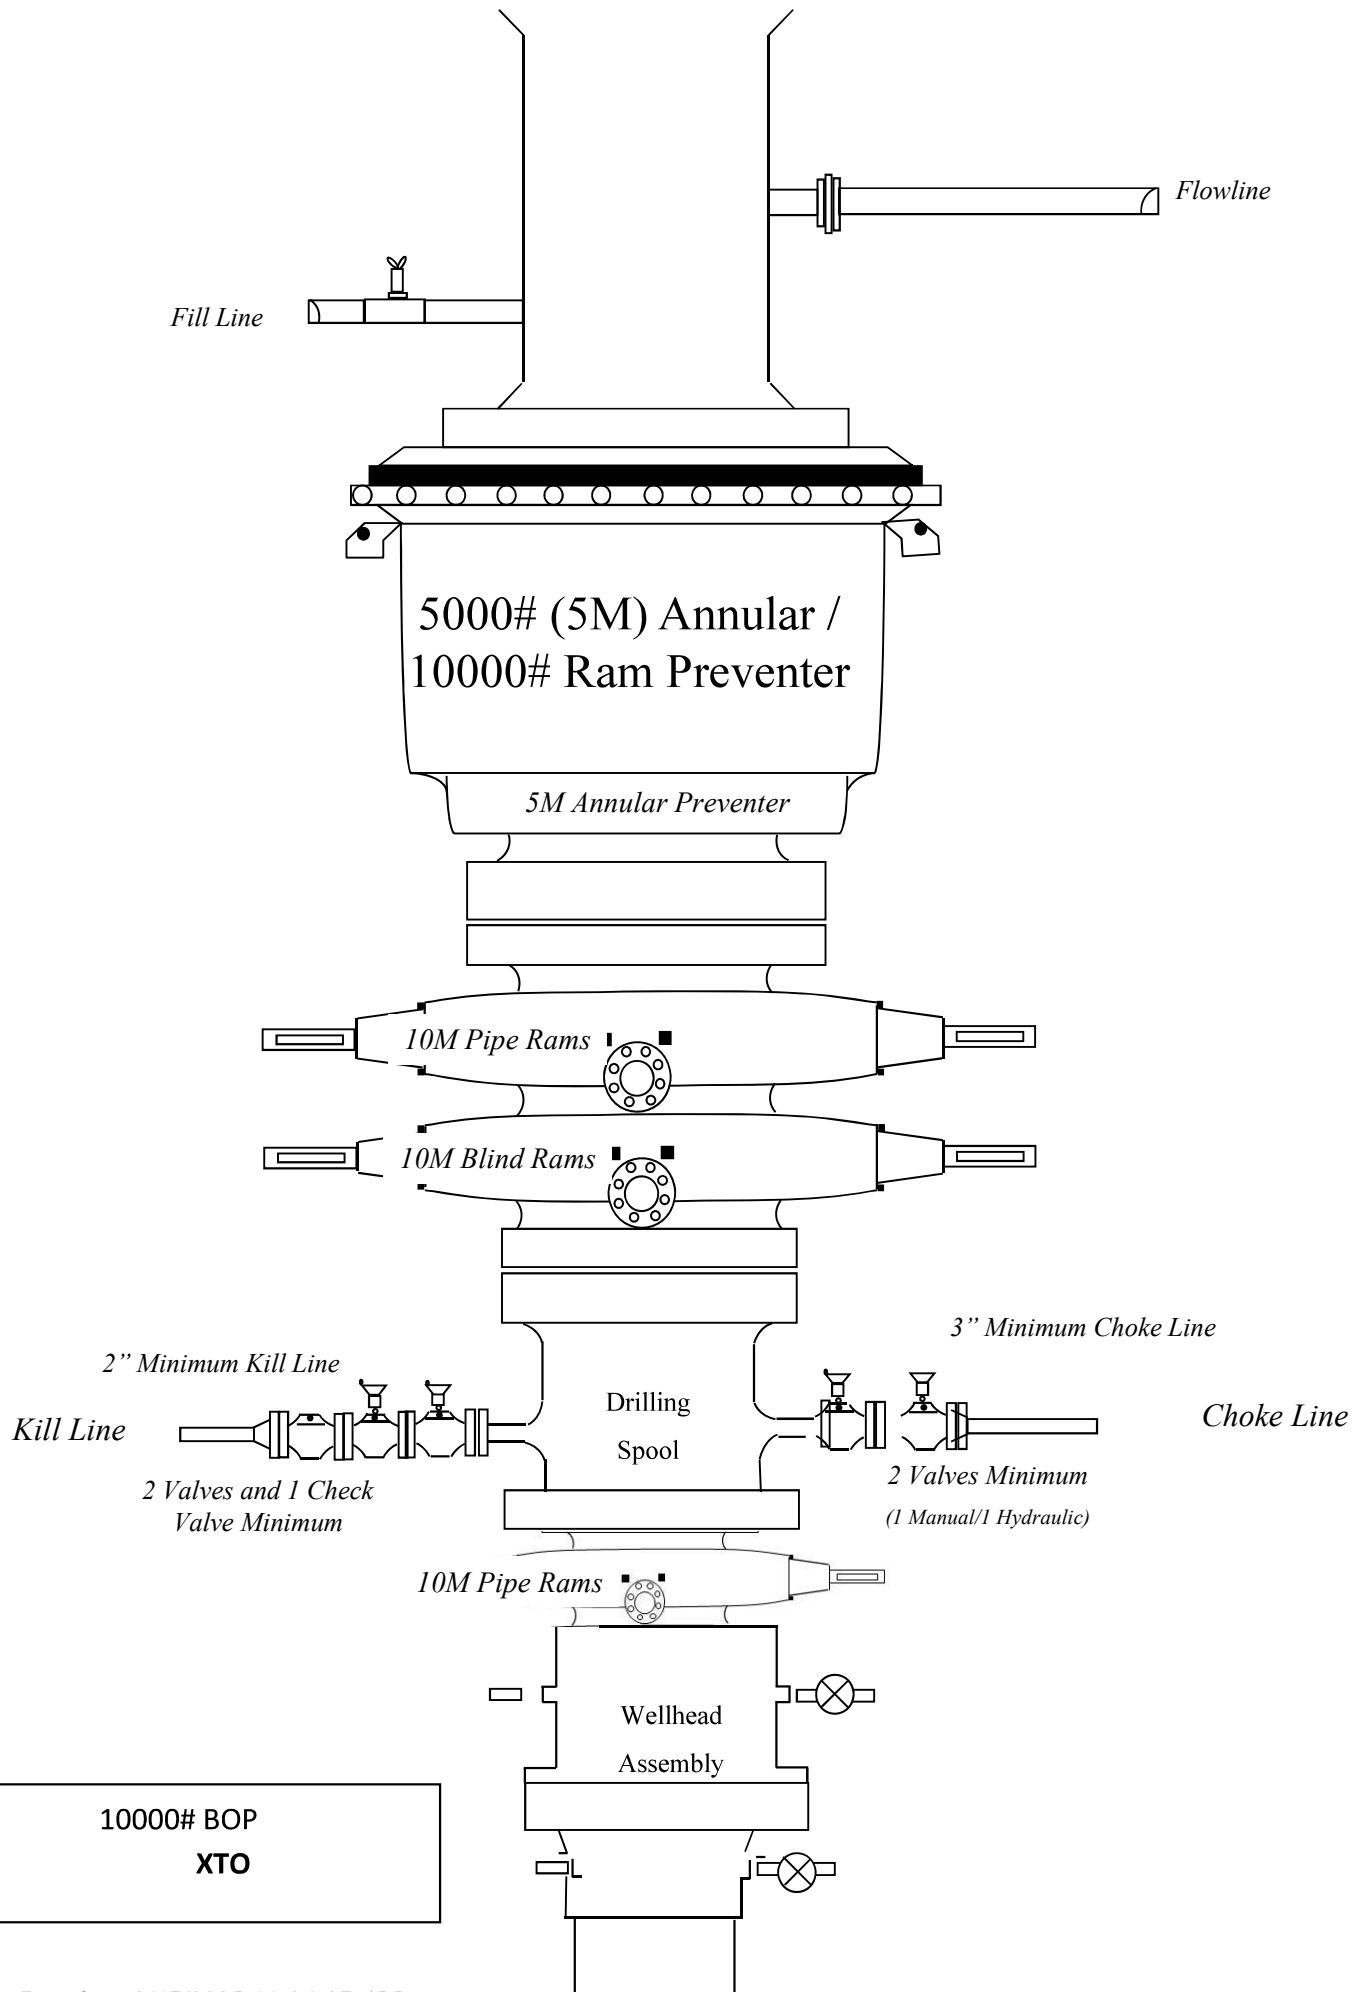 Flowline
Fill Line
5000# (5M) Annular /
10000# Ram Preventer
5M Annular Preventer
10M Pipe Rams
10M Blind Rams
3” Minimum Choke Line
2” Minimum Kill Line
Drilling
Spool
Kill Line
Choke Line
2 Valves and 1 Check
Valve Minimum
2 Valves Minimum
(1 Manual/1 Hydraulic)
10M Pipe Rams
Wellhead
Assembly
10000# BOP
XTO